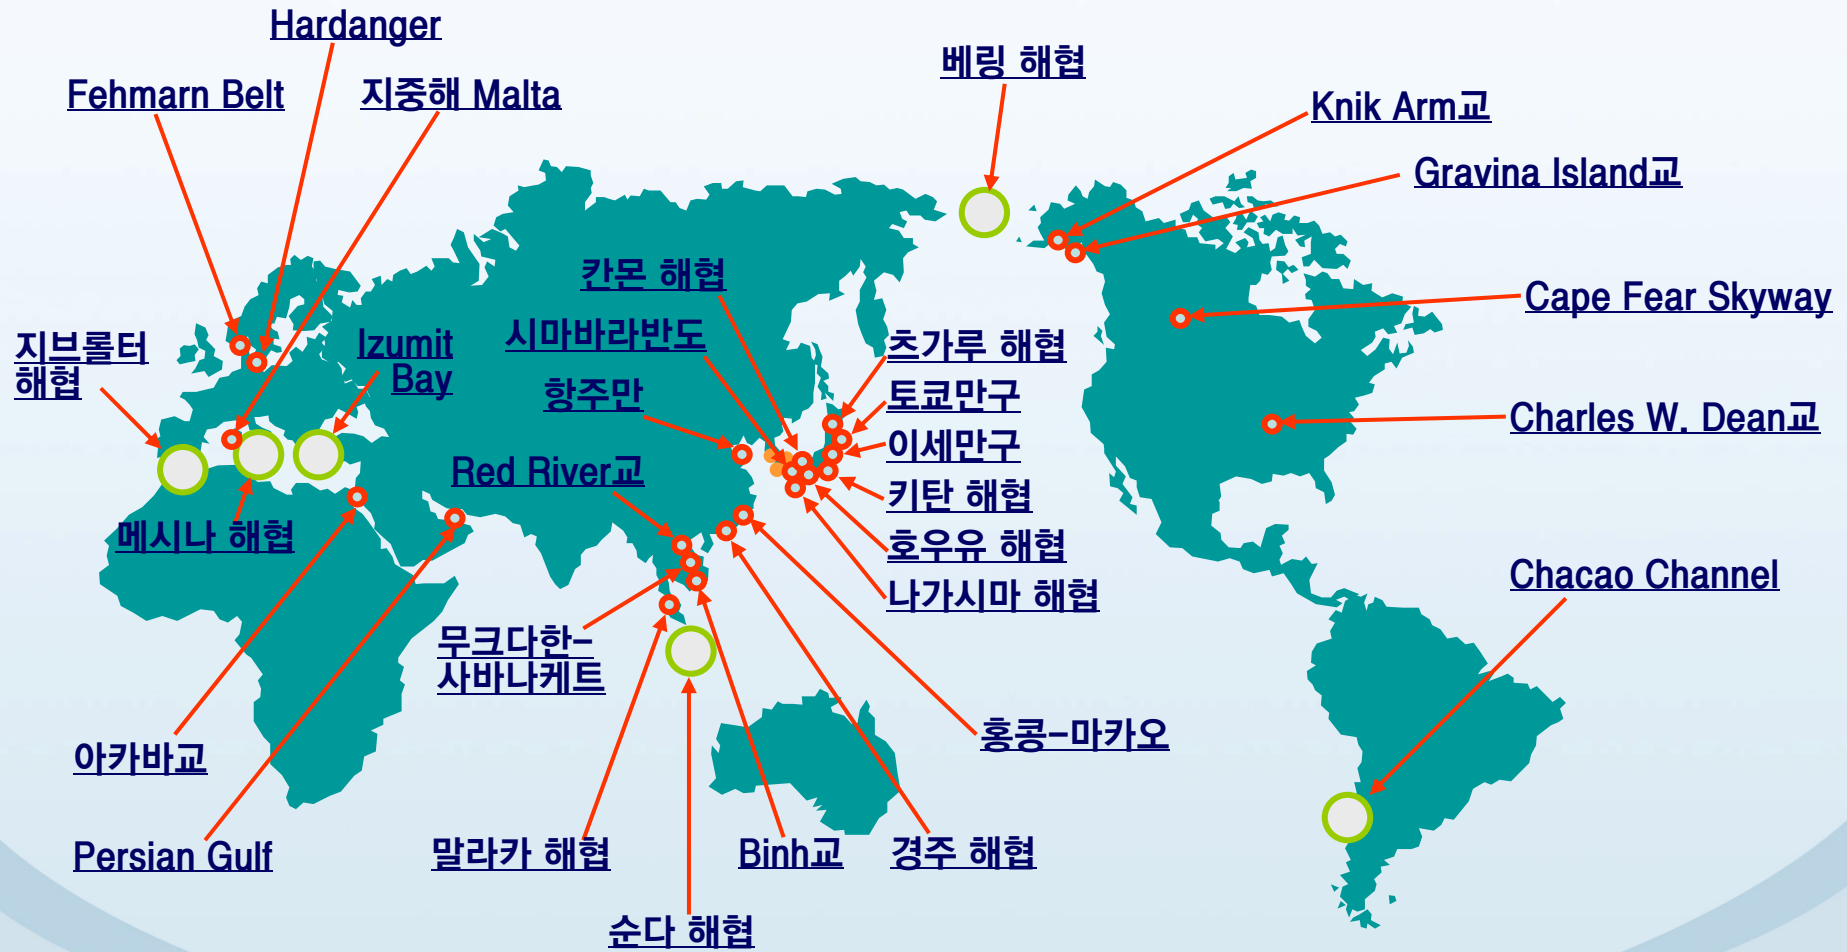 Hardanger
베링 해협
Fehmarn Belt
지중해 Malta
Knik Arm교
Gravina Island교
칸몬 해협
Cape Fear Skyway
시마바라반도
지브롤터
해협
Izumit
Bay
츠가루 해협
항주만
토쿄만구
Charles W. Dean교
이세만구
Red River교
키탄 해협
메시나 해협
호우유 해협
Chacao Channel
나가시마 해협
무크다한-
사바나케트
홍콩-마카오
아카바교
Persian Gulf
말라카 해협
Binh교
경주 해협
순다 해협